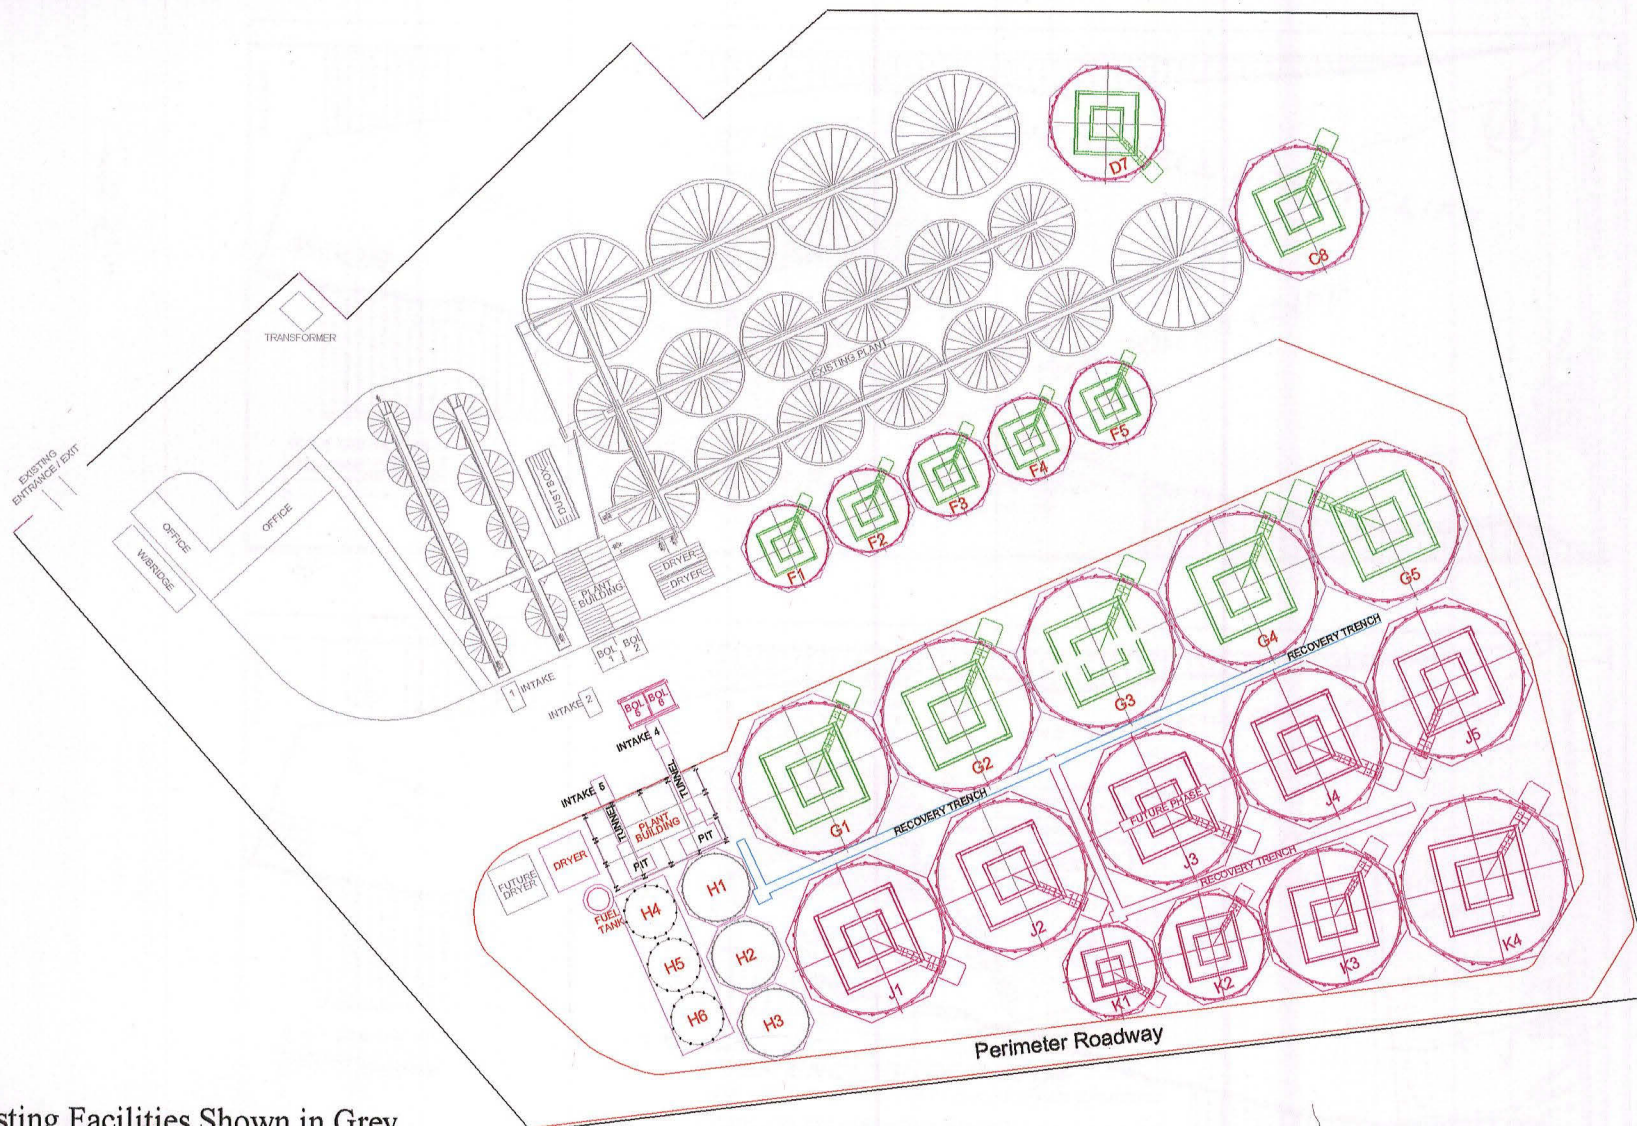 D7
C8
TRANSFORMER
EXISTING PLANT
F5
F4
F3
F2
F1
EXISTING
ENTRANCE / EXIT
OFFICE
OFFICE
W/BRIDGE
DUST BOX
PLANT
BUILDING
DRYER
DRYER
BOL
1
BOL
2
1
INTAKE
INTAKE 2
BOL
BOL
INTAKE 4
TUNNEL
INTAKE 5
TUNNEL
PLANT
BUILDING
PIT
PIT
DRYER
FUTURE
DRYER
FUEL
TANK
G5
G4
G3
G2
G1
RECOVERY TRENCH
RECOVERY TRENCH
RECOVERY TRENCH
FUTURE PHASE
J5
J4
J3
J2
J1
H1
H2
H3
H4
H5
H6
K4
K3
K2
K1
Perimeter Roadway
sting Facilities Shown in Grey